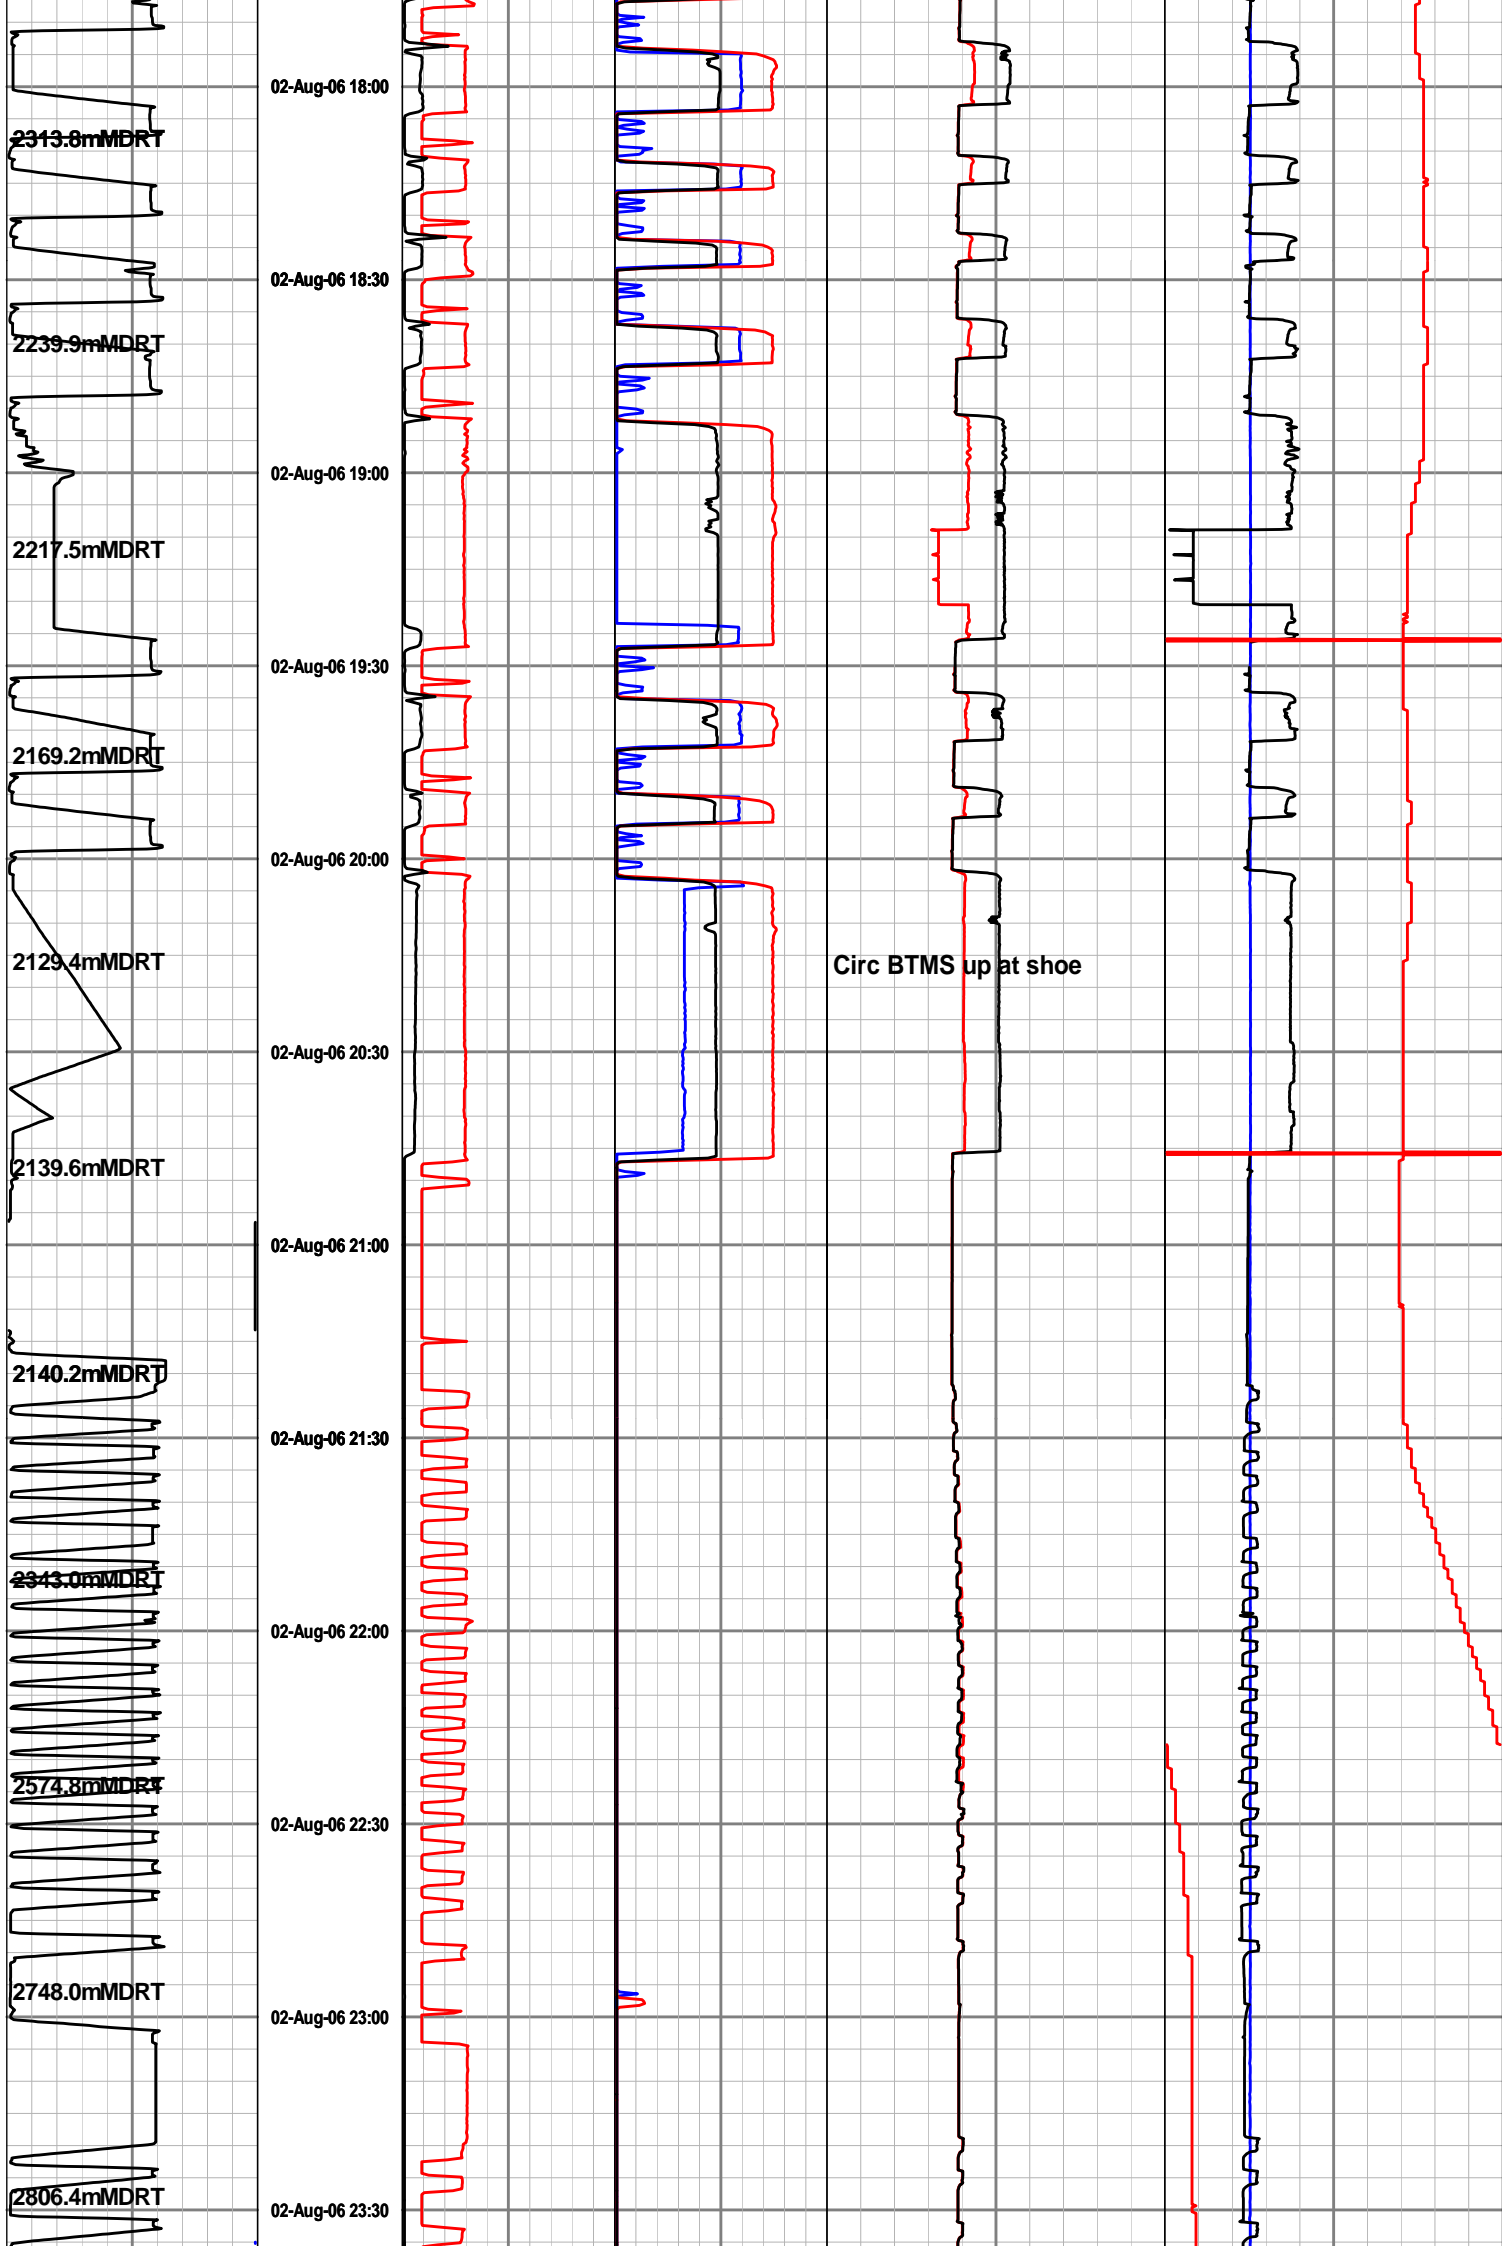 02-Aug-06 18:00
2313.8mMDRT
02-Aug-06 18:30
2239.9mMDRT
02-Aug-06 19:00
2217.5mMDRT
02-Aug-06 19:30
2169.2mMDRT
02-Aug-06 20:00
2129.4mMDRT
Circ BTMS up at shoe
02-Aug-06 20:30
2139.6mMDRT
02-Aug-06 21:00
2140.2mMDRT
02-Aug-06 21:30
2343.0mMDRT
02-Aug-06 22:00
2574.8mMDRT
02-Aug-06 22:30
2748.0mMDRT
02-Aug-06 23:00
2806.4mMDRT
02-Aug-06 23:30